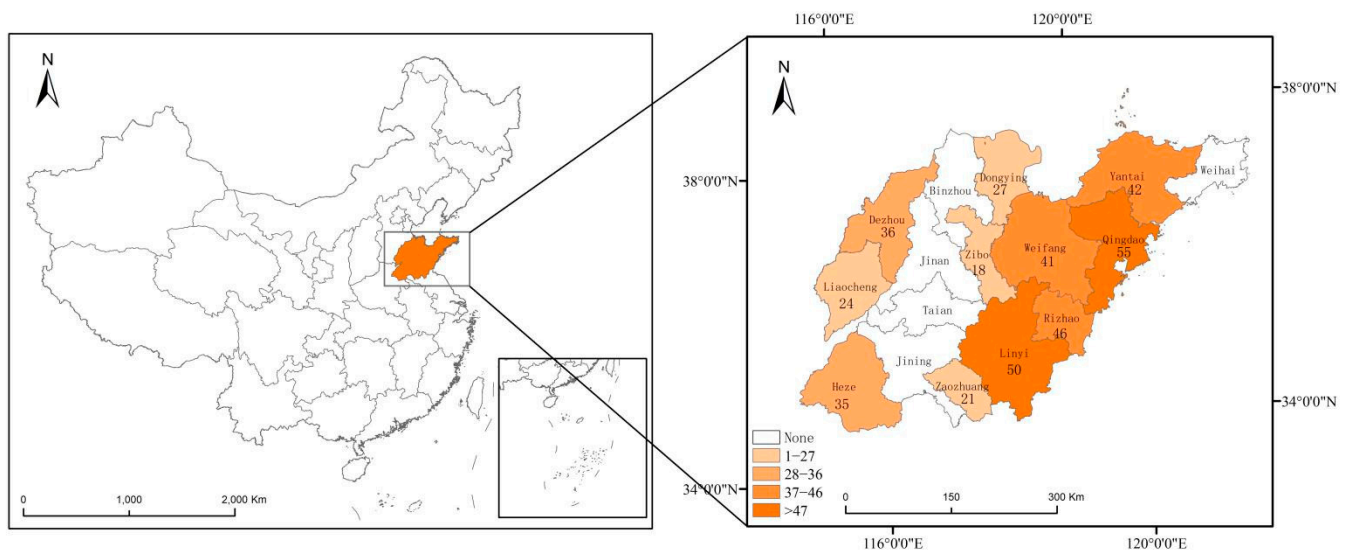 116°0'0"E 120°0'0"E
N
N
38°0'0"N
38°0'0"N
Weihai
Yantai
42
Dongying
27
Binzhou
Dezhou
36
Qingdao
55
Weifang
41
Zibo
18
Jinan
Liaocheng
24
Taian
Rizhao
46
Linyi
50
Jining
Heze
35
Zaozhuang
21
34°0'0"N
None
1-27
28-36
37-46
>47
34°0'0"N
0 1,000 2,000 Km
0 150 300 Km
116°0'0"E 120°0'0"E